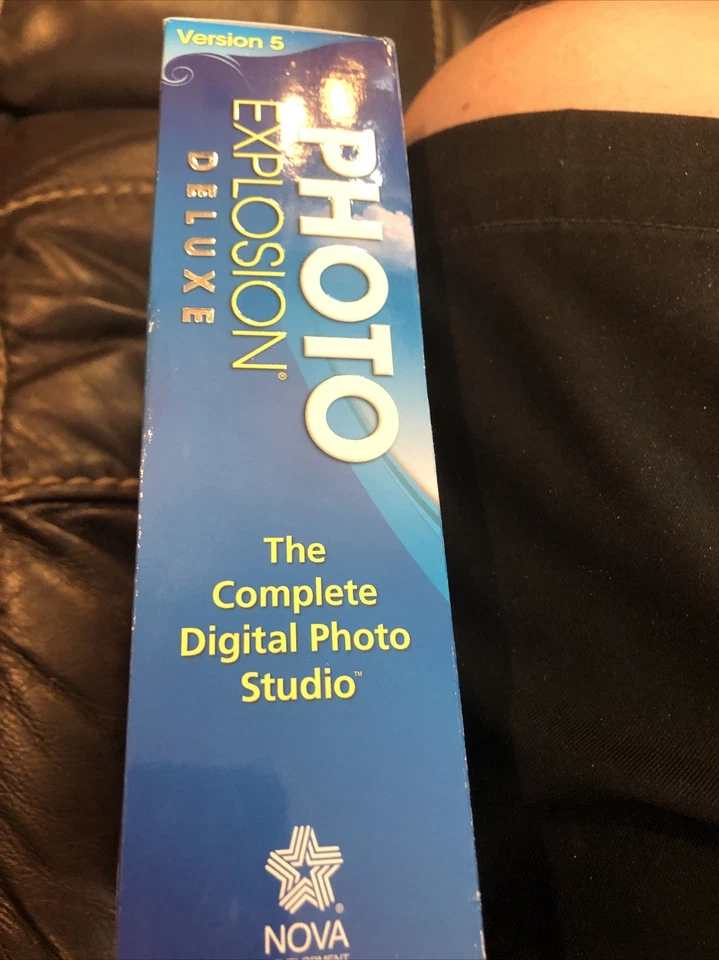 Version 5
PHOTO
EXPLOSION®
DELUXE
The
Complete
Digital Photo
Studio™
®
NOVA